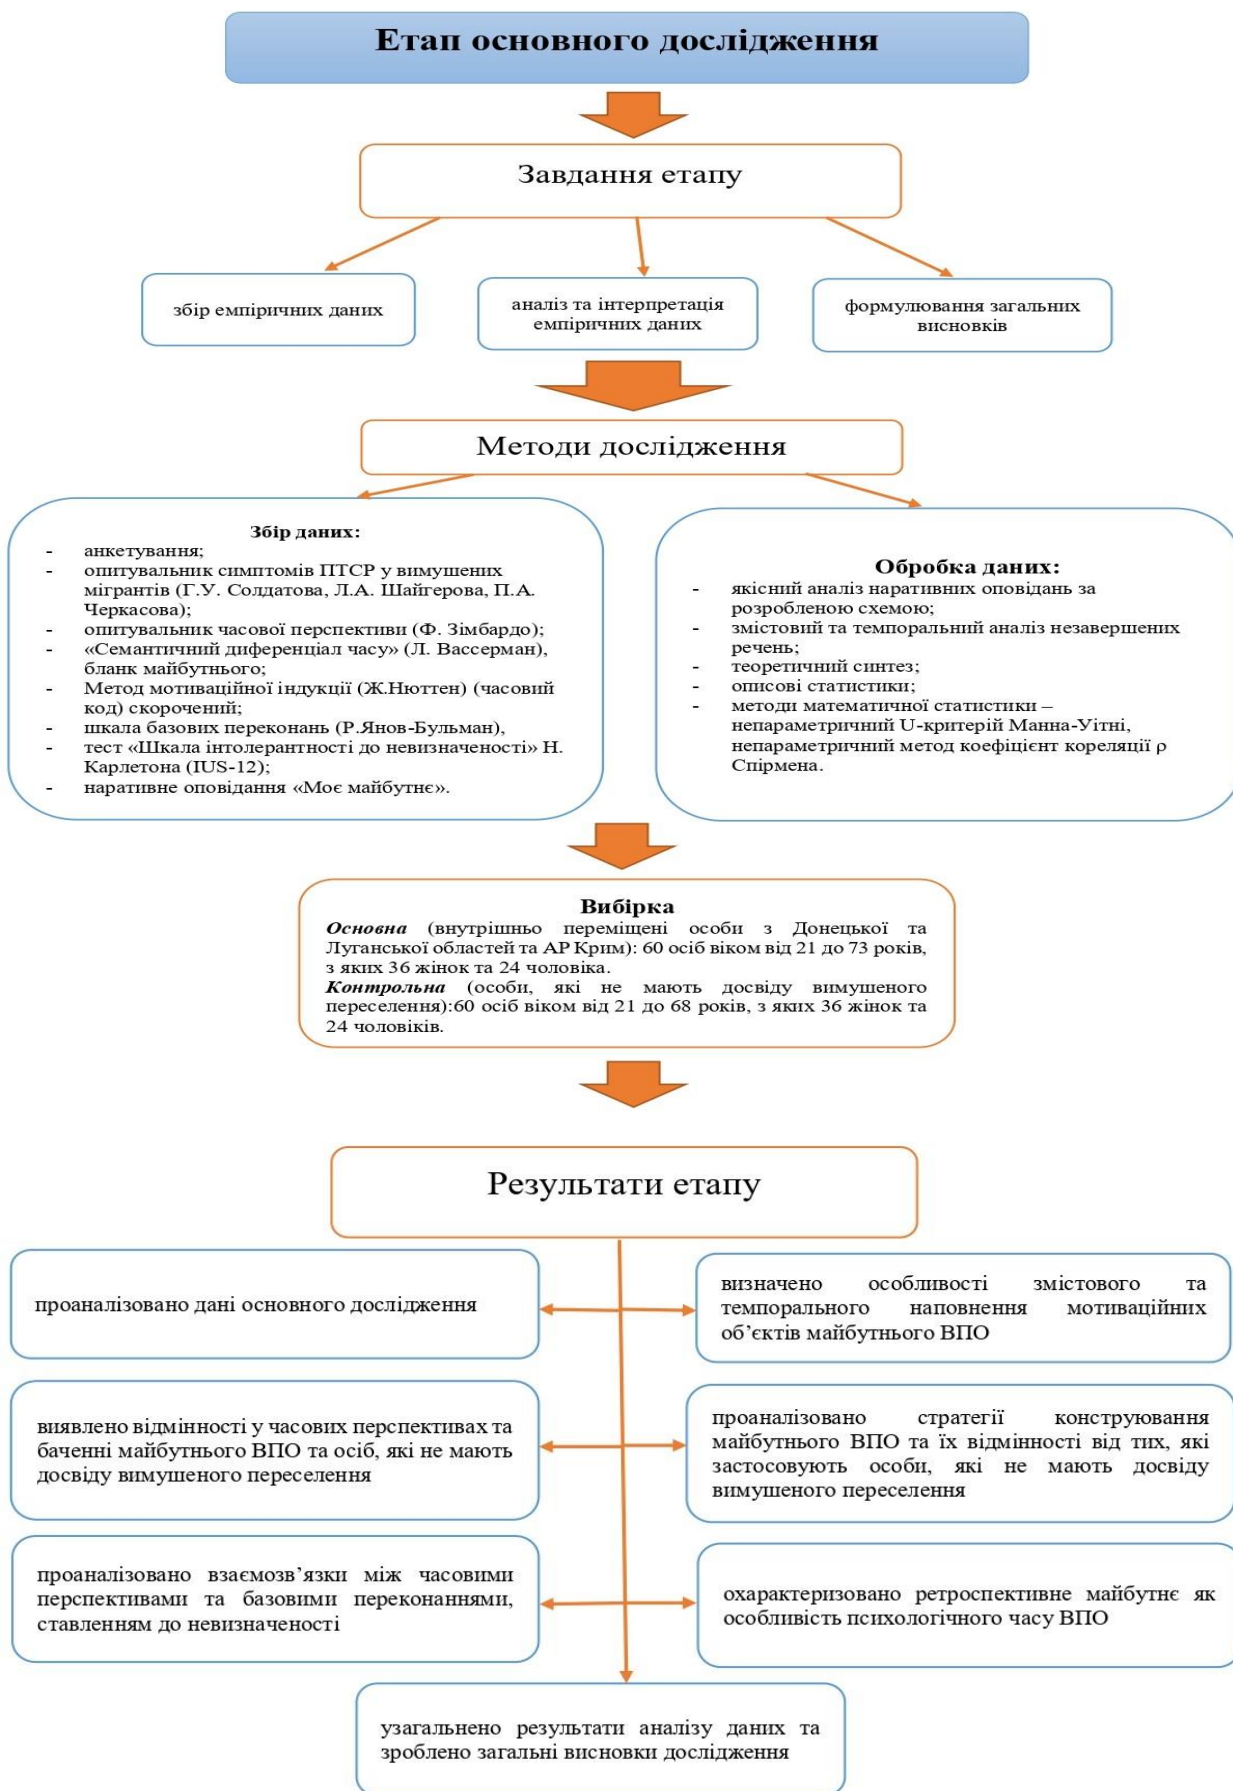 Етап основного дослідження
Завдання етапу
збір емпіричних даних
аналіз та інтерпретація
емпіричних даних
формулювання загальних
висновків
Методи дослідження
Збір даних:
- анкетування;
- опитувальник симптомів ПТСР у вимушених
мігрантів (Г.У. Солдатова, Л.А. Шайгерова, П.А.
Черкасова);
- опитувальник часової перспективи (Ф. Зімбардо);
- «Семантичний диференціал часу» (Л. Вассерман),
бланк майбутнього;
- Метод мотиваційної індукції (Ж.Нюттен) (часовий
код) скорочений;
- шкала базових переконань (Р.Янов-Бульман),
- тест «Шкала інтолерантності до невизначеності» Н.
Карлетона (IUS-12);
- наративне оповідання «Моє майбутнє».
Обробка даних:
- якісний аналіз наративних оповідань за
розробленою схемою;
- змістовий та темпоральний аналіз незавершених
речень;
- теоретичний синтез;
- описові статистики;
- методи математичної статистики –
непараметричний U-критерій Манна-Уітні,
непараметричний метод коефіцієнт кореляції ρ
Спірмена.
Вибірка
Основна (внутрішньо переміщені особи з Донецької та
Луганської областей та АР Крим): 60 осіб віком від 21 до 73 років,
з яких 36 жінок та 24 чоловіка.
Контрольна (особи, які не мають досвіду вимушеного
переселення):60 осіб віком від 21 до 68 років, з яких 36 жінок та
24 чоловіків.
Результати етапу
проаналізовано дані основного дослідження
визначено особливості змістового та
темпорального наповнення мотиваційних
об’єктів майбутнього ВПО
виявлено відмінності у часових перспективах та
баченні майбутнього ВПО та осіб, які не мають
досвіду вимушеного переселення
проаналізовано стратегії конструювання
майбутнього ВПО та їх відмінності від тих, які
застосовують особи, які не мають досвіду
вимушеного переселення
проаналізовано взаємозв’язки між часовими
перспективами та базовими переконаннями,
ставленням до невизначеності
охарактеризовано ретроспективне майбутнє як
особливість психологічного часу ВПО
узагальнено результати аналізу даних та
зроблено загальні висновки дослідження